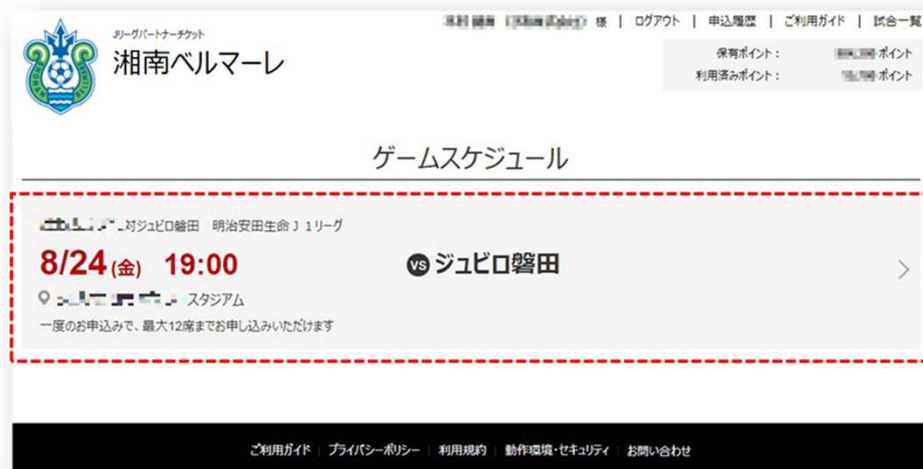 様 | ログアウト | 申込履歴 | ご利用ガイド | 試合一覧
Jリーグパートナーチケット
湘南ベルマーレ
保有ポイント： ポイント
利用済みポイント： ポイント
ゲームスケジュール
対ジュビロ磐田 明治安田生命Ｊ１リーグ
8/24(金) 19:00
VS ジュビロ磐田
スタジアム
一度のお申込みで、最大12席までお申し込みいただけます
ご利用ガイド | プライバシーポリシー | 利用規約 | 動作環境・セキュリティ | お問い合わせ